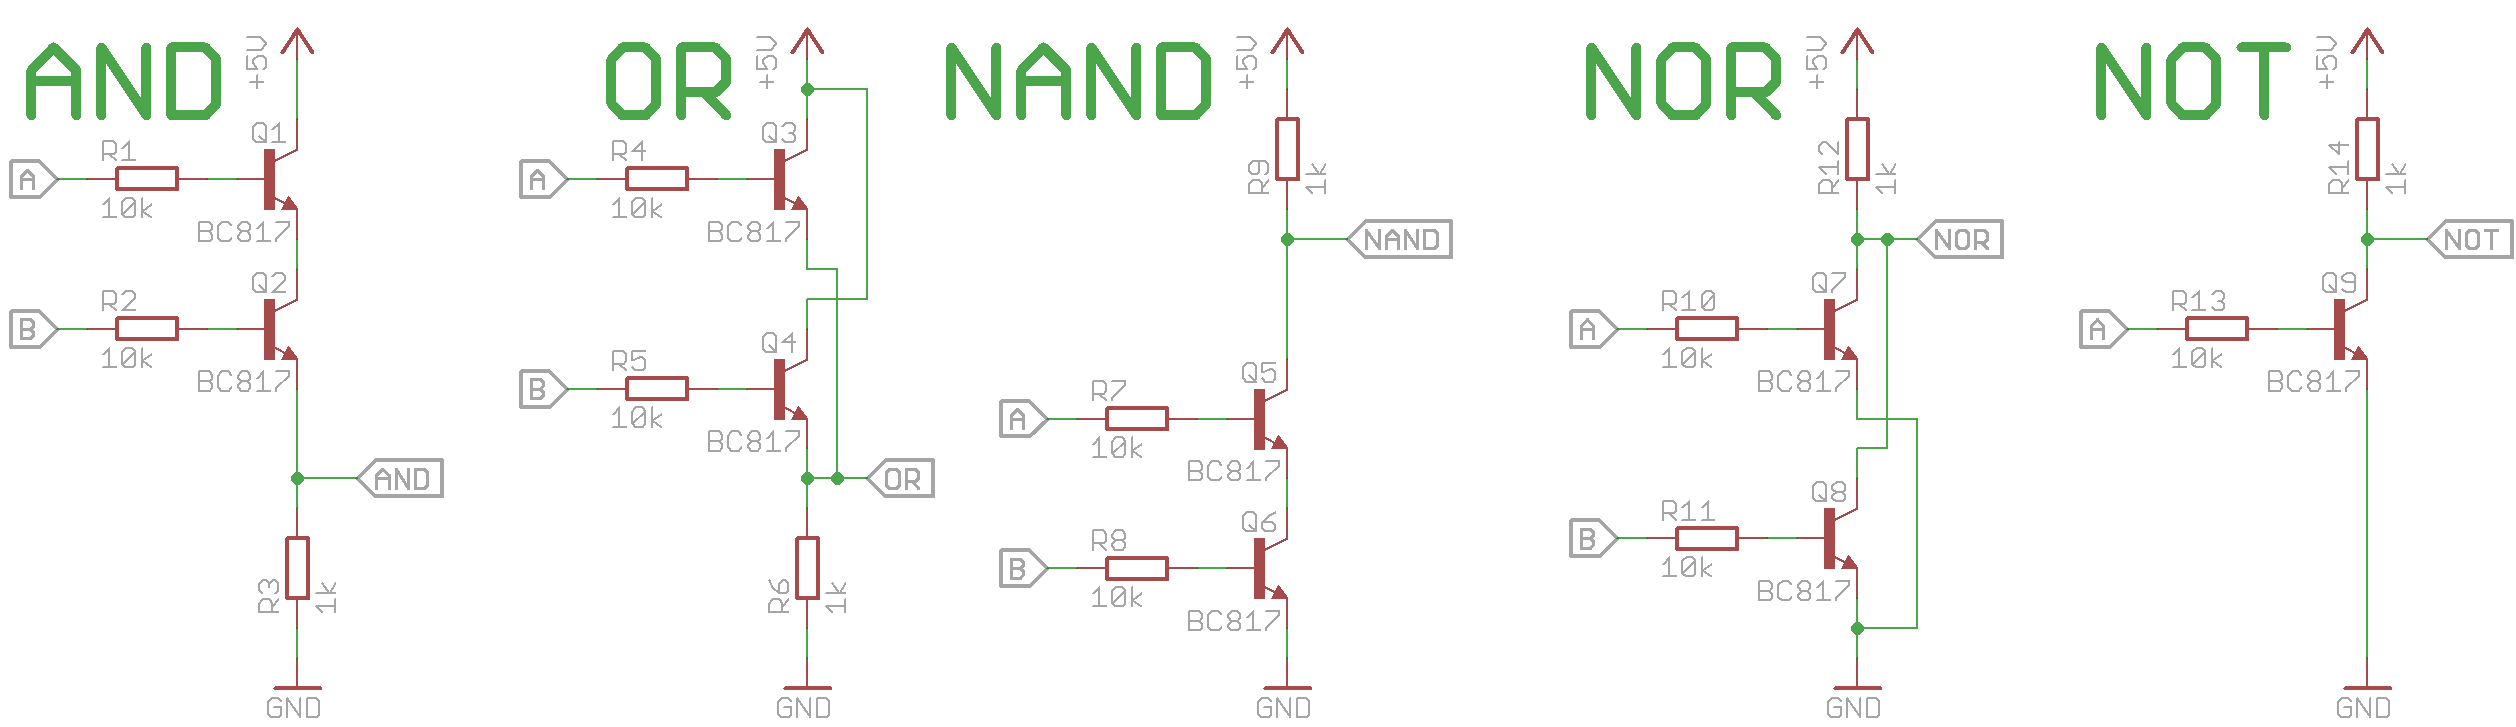 AND
+5V
Q1
R1
A
10k
BC817
Q2
R2
B
10k
BC817
AND
R3
1k
GND
OR
+5V
Q3
R4
A
10k
BC817
Q4
R5
B
10k
BC817
OR
R6
1k
GND
NAND
+5V
R9
1k
NAND
Q5
R7
A
10k
BC817
Q6
R8
B
10k
BC817
GND
NOR
+5V
R12
1k
NOR
Q7
R10
A
10k
BC817
Q8
R11
B
10k
BC817
GND
NOT
+5V
R14
1k
NOT
Q9
R13
A
10k
BC817
GND